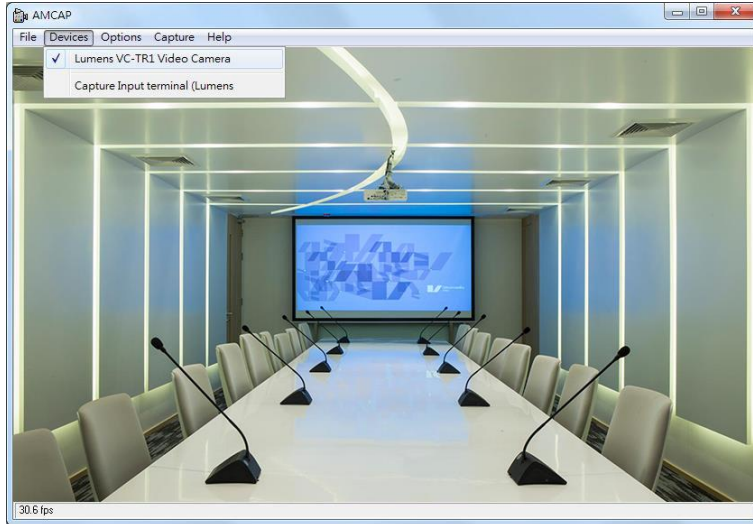 AMCAP
File Devices Options Capture Help
Lumens VC-TR1 Video Camera
Capture Input terminal (Lumens
30.6 fps